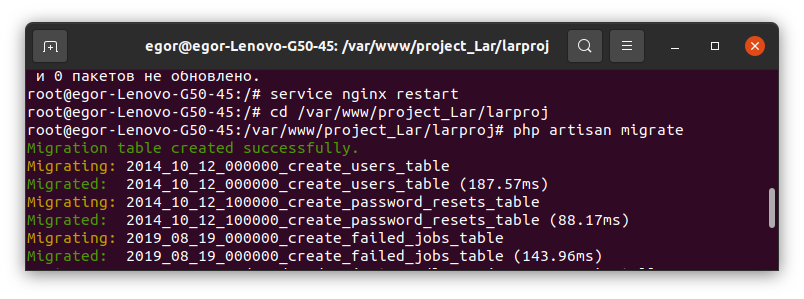 egor@egor-Lenovo-G50-45: /var/www/project_Lar/larproj
и 0 пакетов не обновлено.
root@egor-Lenovo-G50-45:/# service nginx restart
root@egor-Lenovo-G50-45:/# cd /var/www/project_Lar/larproj
root@egor-Lenovo-G50-45:/var/www/project_Lar/larproj# php artisan migrate
Migration table created successfully.
Migrating: 2014_10_12_000000_create_users_table
Migrated:  2014_10_12_000000_create_users_table (187.57ms)
Migrating: 2014_10_12_100000_create_password_resets_table
Migrated:  2014_10_12_100000_create_password_resets_table (88.17ms)
Migrating: 2019_08_19_000000_create_failed_jobs_table
Migrated:  2019_08_19_000000_create_failed_jobs_table (143.96ms)